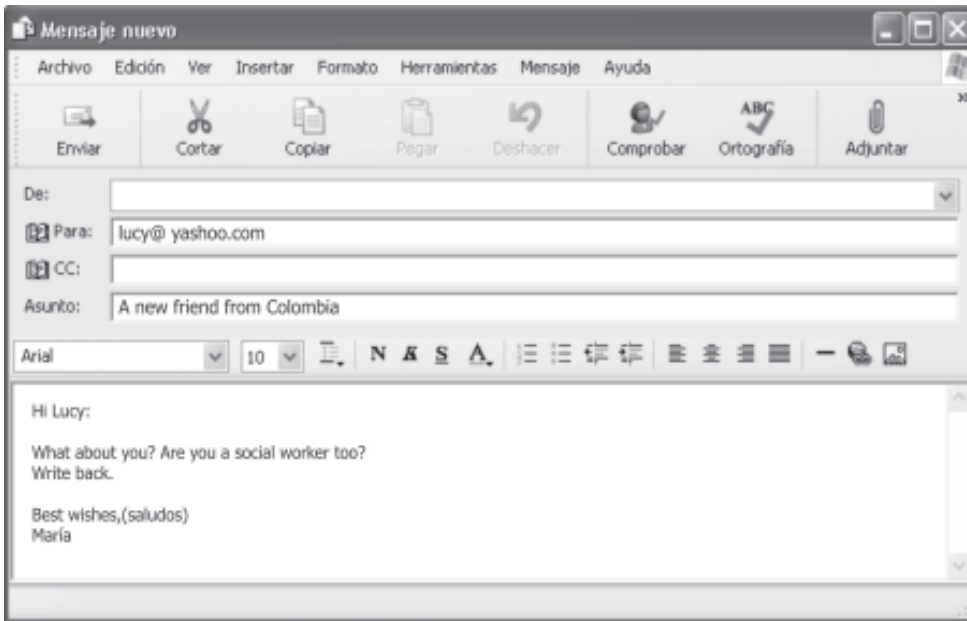 Mensaje nuevo
Archivo Edición Ver Insertar Formato Herramientas Mensaje Ayuda
»
ABC
Enviar Cortar Copiar Pegar Deshacer Comprobar Ortografía Adjuntar
De:
Para: lucy@ yashoo.com
CC:
Asunto: A new friend from Colombia
Arial 10 N K S A
Hi Lucy:
What about you? Are you a social worker too?
Write back.
Best wishes,(saludos)
María